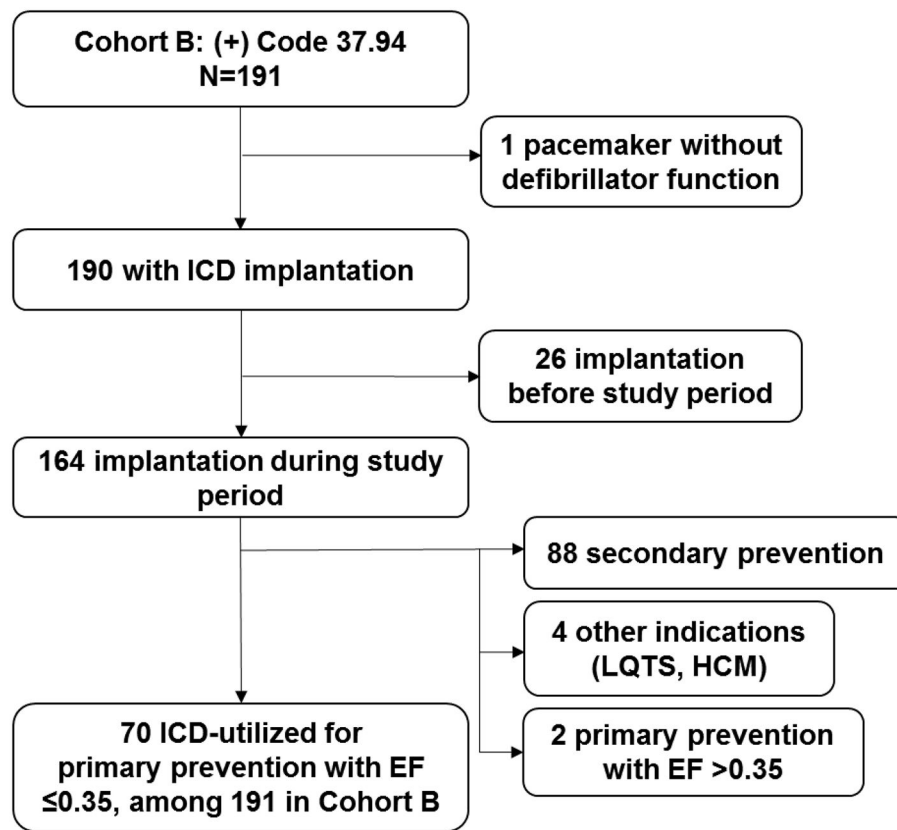 Cohort B: (+) Code 37.94
N=191
1 pacemaker without
defibrillator function
190 with ICD implantation
26 implantation
before study period
164 implantation during study
period
88 secondary prevention
4 other indications
(LQTS, HCM)
2 primary prevention
with EF >0.35
70 ICD-utilized for
primary prevention with EF
≤0.35, among 191 in Cohort B